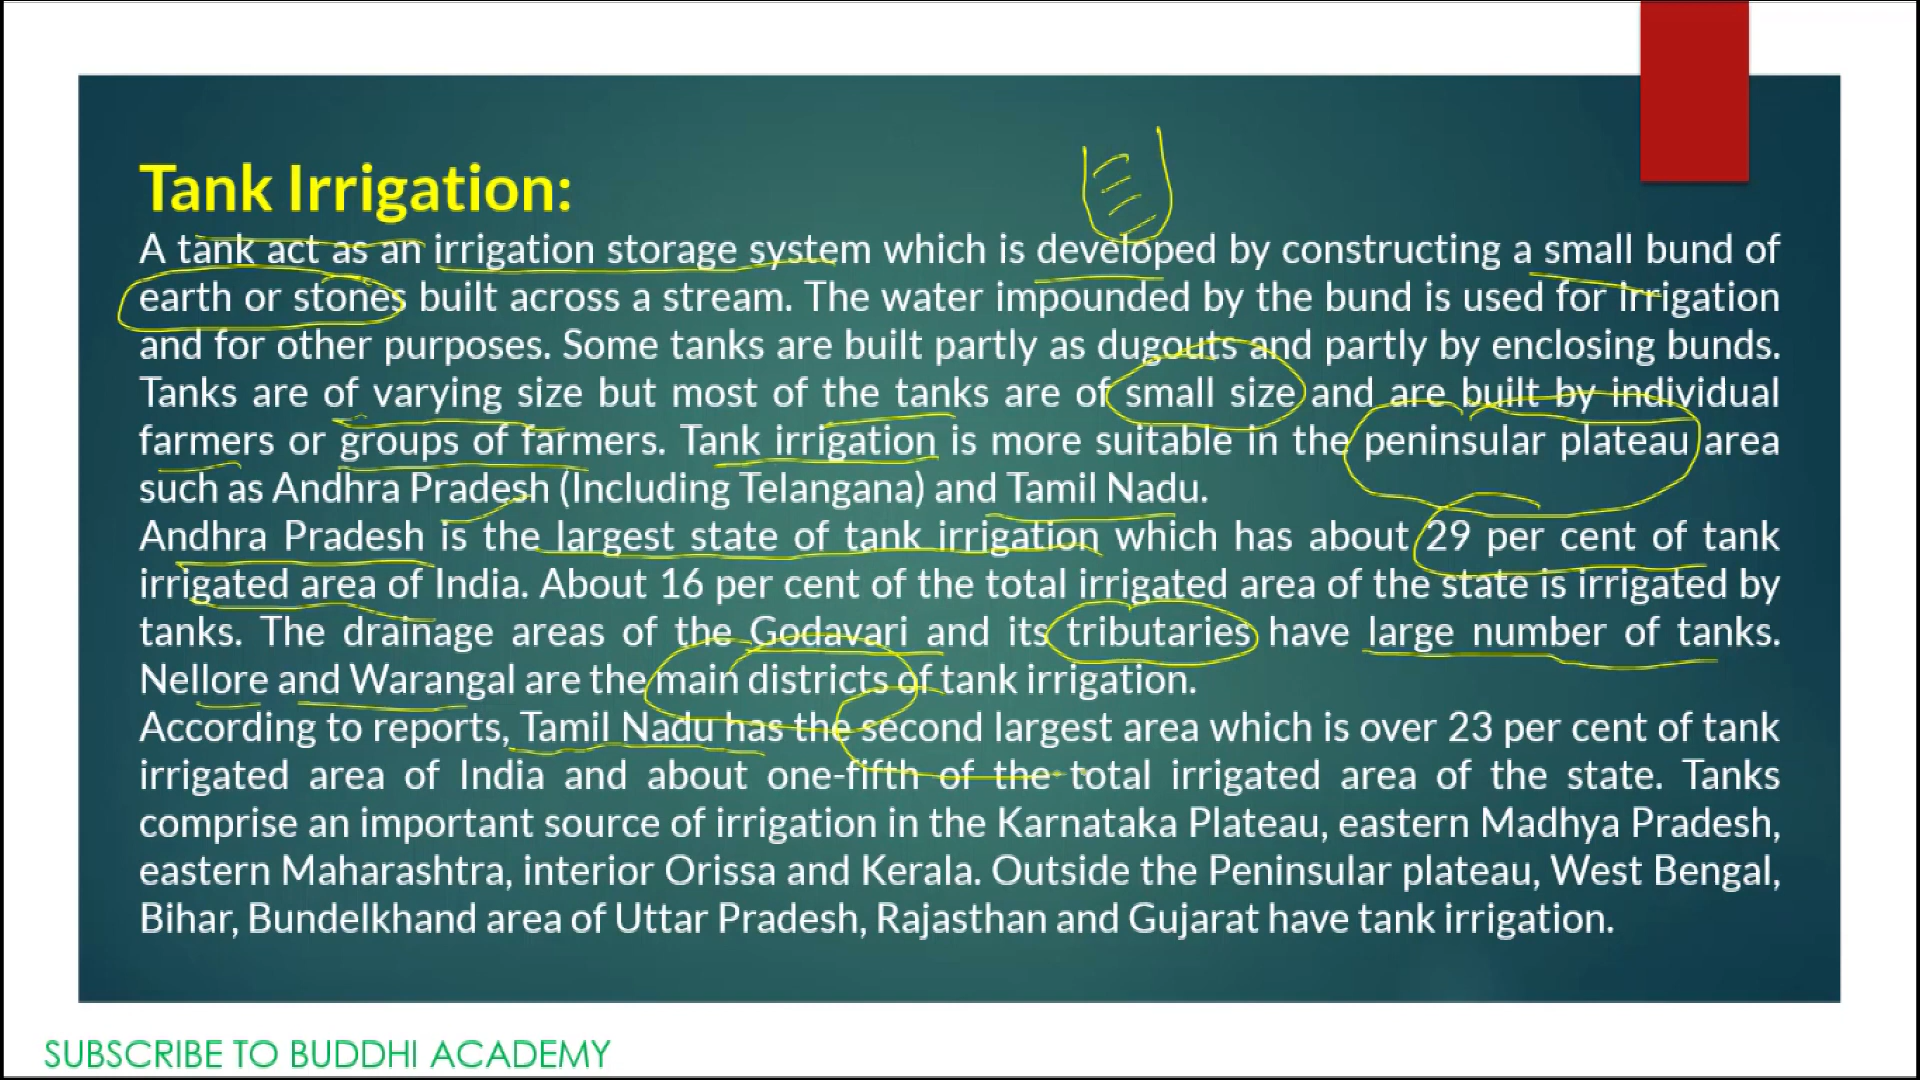 Tank Irrigation:
A tank act as an irrigation storage system which is developed by constructing a small bund of
earth or stones built across a stream. The water impounded by the bund is used for irrigation
and for other purposes. Some tanks are built partly as dugouts and partly by enclosing bunds.
Tanks are of varying size but most of the tanks are of small size and are built by individual
farmers or groups of farmers. Tank irrigation is more suitable in the peninsular plateau area
such as Andhra Pradesh (Including Telangana) and Tamil Nadu.
Andhra Pradesh is the largest state of tank irrigation which has about 29 per cent of tank
irrigated area of India. About 16 per cent of the total irrigated area of the state is irrigated by
tanks. The drainage areas of the Godavari and its tributaries have large number of tanks.
Nellore and Warangal are the main districts of tank irrigation.
According to reports, Tamil Nadu has the second largest area which is over 23 per cent of tank
irrigated area of India and about one-fifth of the total irrigated area of the state. Tanks
comprise an important source of irrigation in the Karnataka Plateau, eastern Madhya Pradesh,
eastern Maharashtra, interior Orissa and Kerala. Outside the Peninsular plateau, West Bengal,
Bihar, Bundelkhand area of Uttar Pradesh, Rajasthan and Gujarat have tank irrigation.
SUBSCRIBE TO BUDDHI ACADEMY